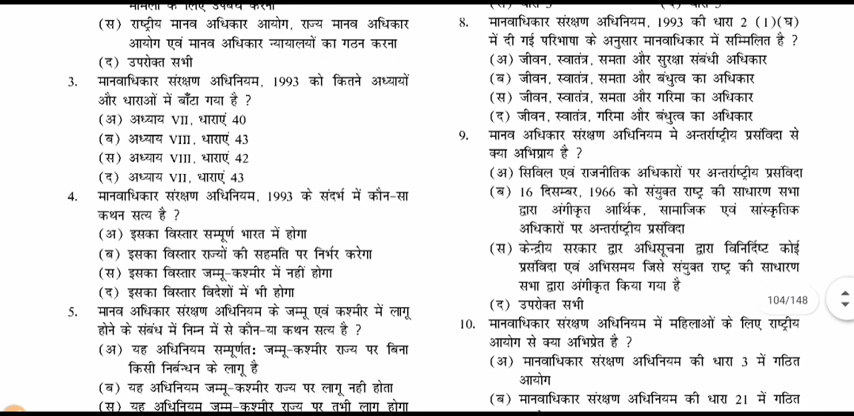 मामलों के लिए उपबंध करना
(स) राष्ट्रीय मानव अधिकार आयोग, राज्य मानव अधिकार
आयोग एवं मानव अधिकार न्यायालयों का गठन करना
(द) उपरोक्त सभी
3. मानवाधिकार संरक्षण अधिनियम, 1993 को कितने अध्यायों
और धाराओं में बाँटा गया है ?
(अ) अध्याय VII, धाराएं 40
(ब) अध्याय VIII, धाराएं 43
(स) अध्याय VIII, धाराएं 42
(द) अध्याय VII, धाराएं 43
4. मानवाधिकार संरक्षण अधिनियम, 1993 के संदर्भ में कौन-सा
कथन सत्य है ?
(अ) इसका विस्तार सम्पूर्ण भारत में होगा
(ब) इसका विस्तार राज्यों की सहमति पर निर्भर करेगा
(स) इसका विस्तार जम्मू-कश्मीर में नहीं होगा
(द) इसका विस्तार विदेशों में भी होगा
5. मानव अधिकार संरक्षण अधिनियम के जम्मू एवं कश्मीर में लागू
होने के संबंध में निम्न में से कौन-या कथन सत्य है ?
(अ) यह अधिनियम सम्पूर्णत: जम्मू-कश्मीर राज्य पर बिना
किसी निर्बन्धन के लागू है
(ब) यह अधिनियम जम्मू-कश्मीर राज्य पर लागू नही होता
(स) यह अधिनियम जम्मू-कश्मीर राज्य पर तभी लागू होगा
8. मानवाधिकार संरक्षण अधिनियम, 1993 की धारा 2 (1)(घ)
में दी गई परिभाषा के अनुसार मानवाधिकार में सम्मिलित है ?
(अ) जीवन, स्वातंत्र, समता और सुरक्षा संबंधी अधिकार
(ब) जीवन, स्वातंत्र, समता और बंधुत्व का अधिकार
(स) जीवन, स्वातंत्र, समता और गरिमा का अधिकार
(द) जीवन, स्वातंत्र, गरिमा और बंधुत्व का अधिकार
9. मानव अधिकार संरक्षण अधिनियम मे अन्तर्राष्ट्रीय प्रसंविदा से
क्या अभिप्राय है ?
(अ) सिविल एवं राजनीतिक अधिकारों पर अन्तर्राष्ट्रीय प्रसंविदा
(ब) 16 दिसम्बर, 1966 को संयुक्त राष्ट्र की साधारण सभा
द्वारा अंगीकृत आर्थिक, सामाजिक एवं सांस्कृतिक
अधिकारों पर अन्तर्राष्ट्रीय प्रसंविदा
(स) केन्द्रीय सरकार द्वार अधिसूचना द्वारा विनिर्दिष्ट कोई
प्रसंविदा एवं अभिसमय जिसे संयुक्त राष्ट्र की साधारण
सभा द्वारा अंगीकृत किया गया है
(द) उपरोक्त सभी
104/148
10. मानवाधिकार संरक्षण अधिनियम में महिलाओं के लिए राष्ट्रीय
आयोग से क्या अभिप्रेत है ?
(अ) मानवाधिकार संरक्षण अधिनियम की धारा 3 में गठित
आयोग
(ब) मानवाधिकार संरक्षण अधिनियम की धारा 21 में गठित